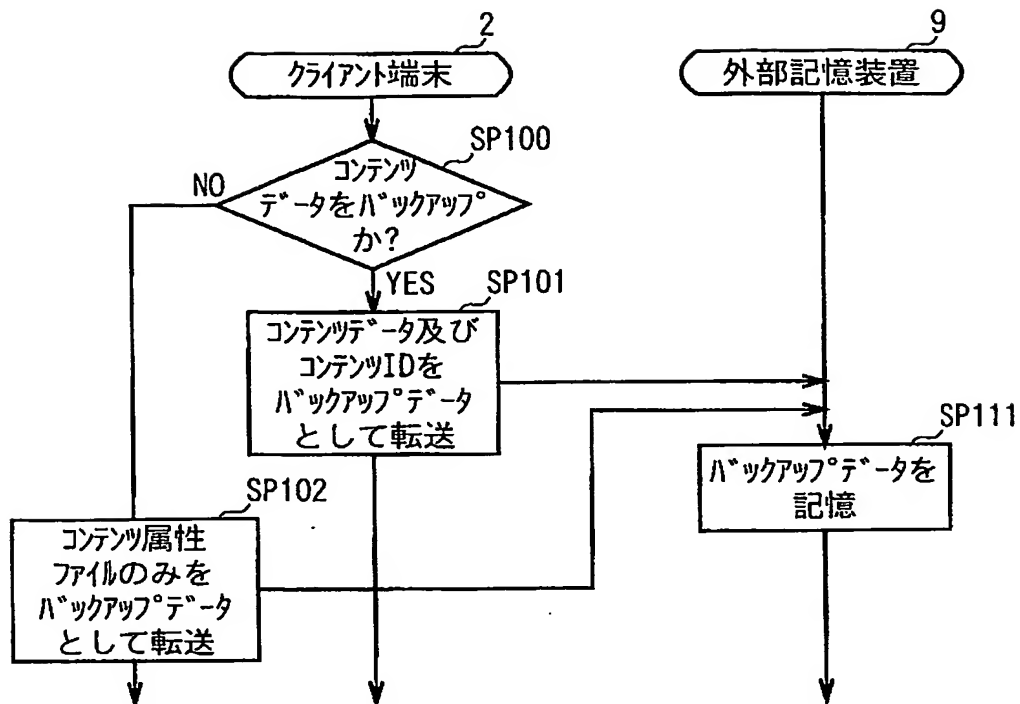 2
クライアント端末
9
外部記憶装置
SP100
コンテンツ
データをバックアップ
か?
NO
YES
SP101
コンテンツデータ及び
コンテンツIDを
バックアップデータ
として転送
SP111
バックアップデータを
記憶
SP102
コンテンツ属性
ファイルのみを
バックアップデータ
として転送